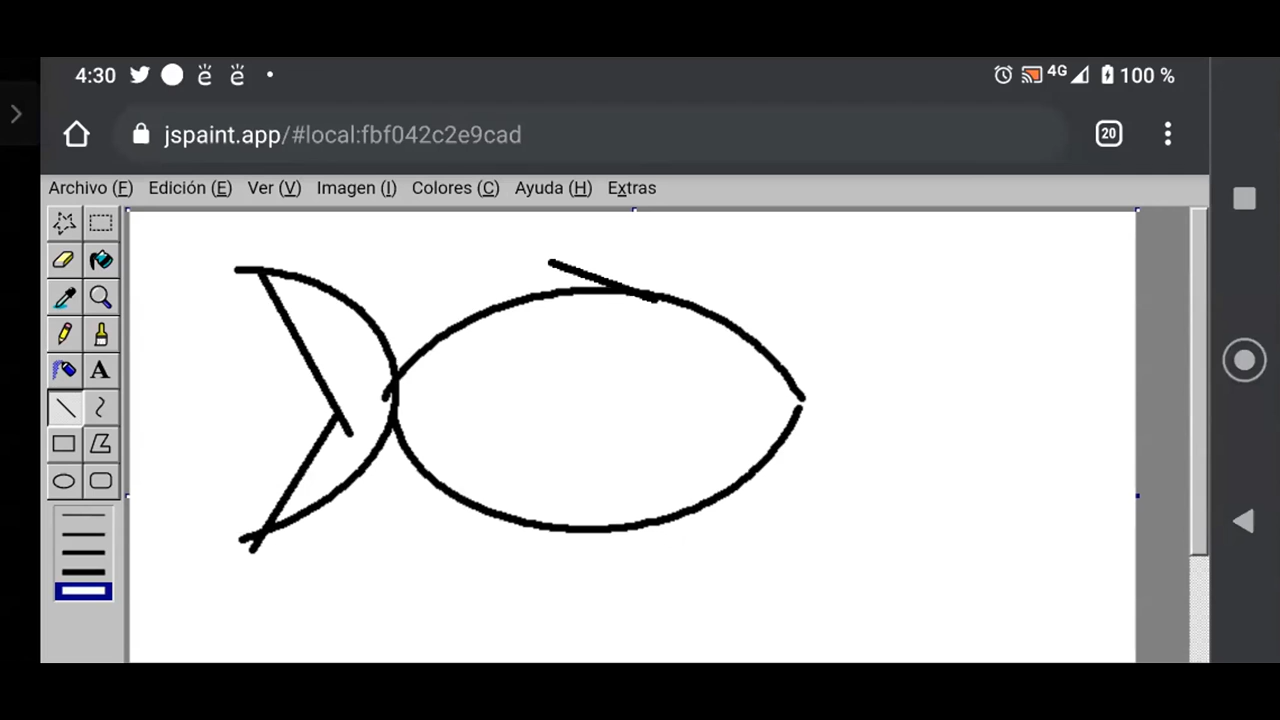 4:30 4G 100 %
jspaint.app/#local:fbf042c2e9cad 20
Archivo (F) Edición (E) Ver (V) Imagen (I) Colores (C) Ayuda (H) Extras
A